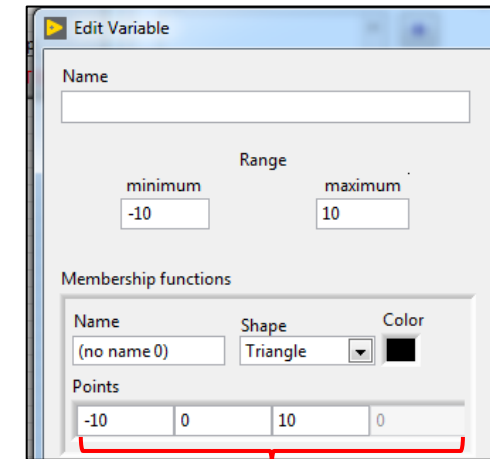 Edit Variable
Name
Range
minimum maximum
-10 10
Membership functions
Name Shape Color
(no name 0) Triangle
Points
-10 0 10 0